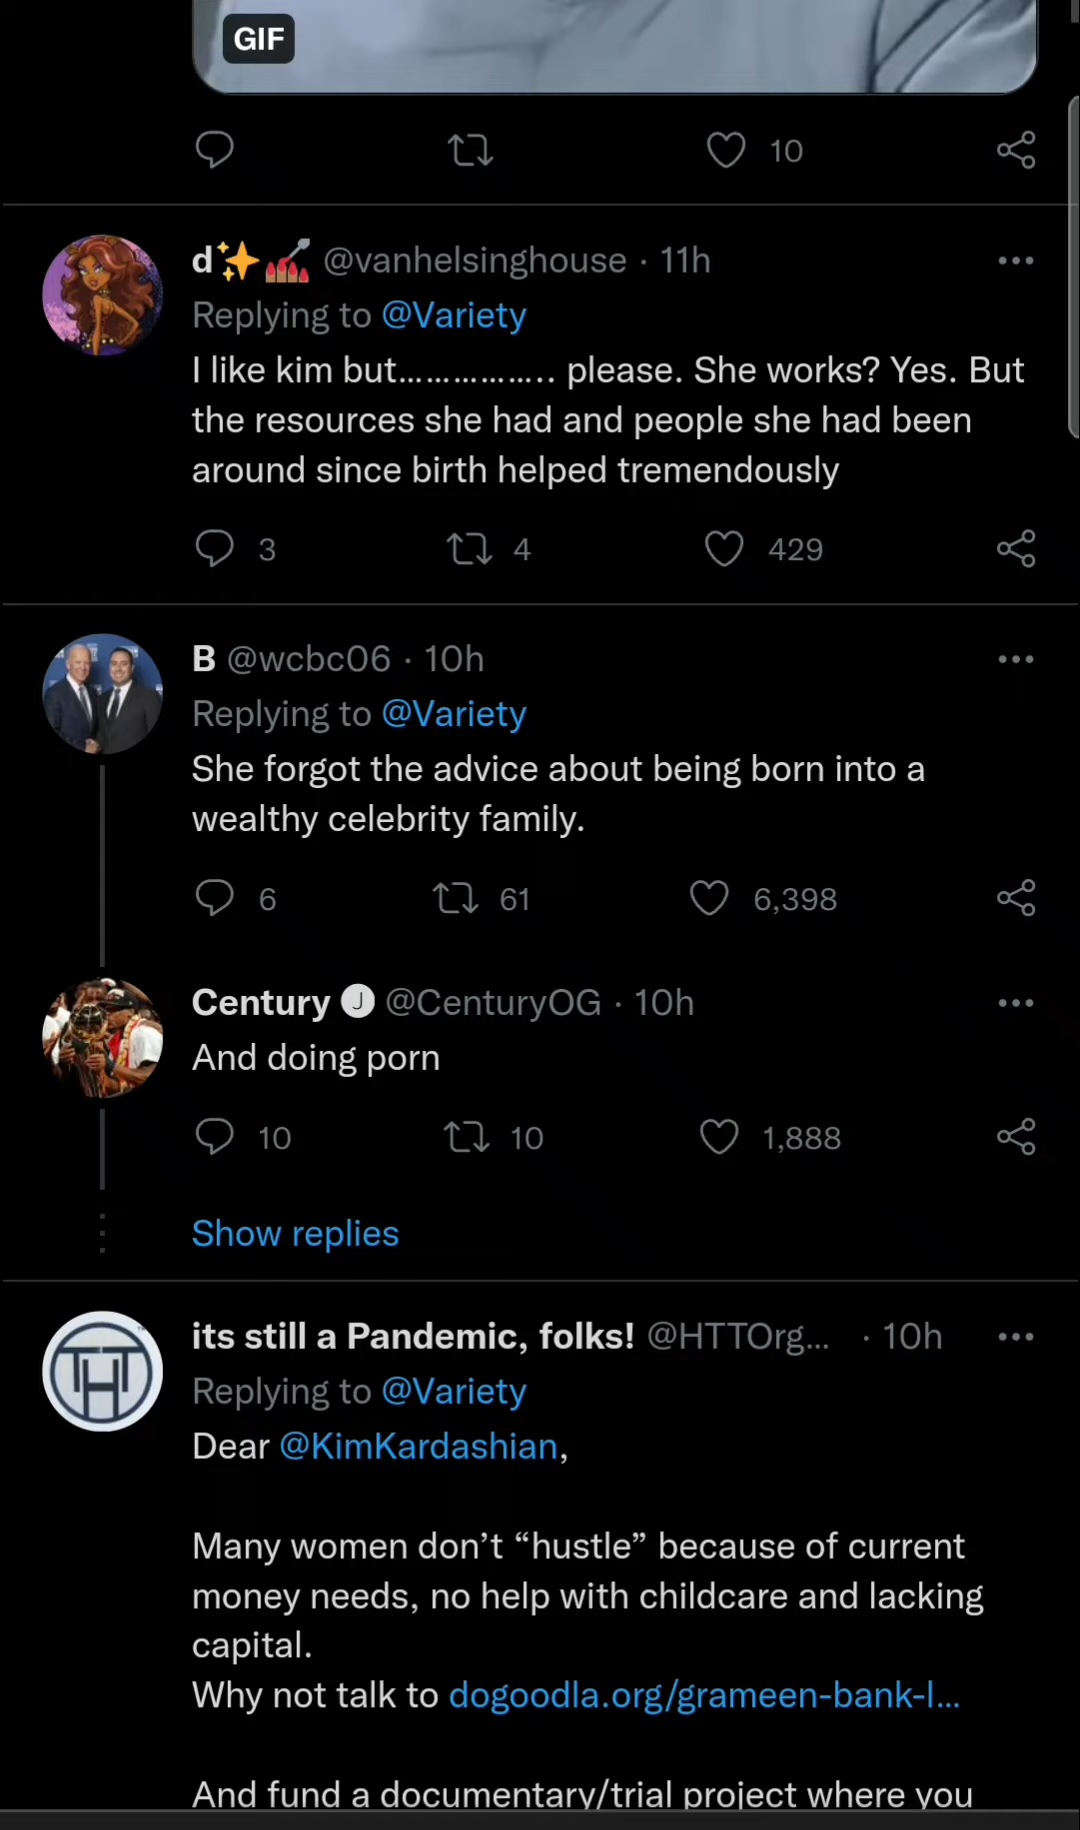 GIF
10
d✨💅🏾 @vanhelsinghouse · 11h
Replying to @Variety
I like kim but…………….. please. She works? Yes. But
the resources she had and people she had been
around since birth helped tremendously
3 4 429
B @wcbc06 · 10h
Replying to @Variety
She forgot the advice about being born into a
wealthy celebrity family.
6 61 6,398
Century 🅙 @CenturyOG · 10h
And doing porn
10 10 1,888
Show replies
its still a Pandemic, folks! @HTTOrg... · 10h
Replying to @Variety
Dear @KimKardashian,
Many women don’t “hustle” because of current
money needs, no help with childcare and lacking
capital.
Why not talk to dogoodla.org/grameen-bank-l...
And fund a documentary/trial project where you